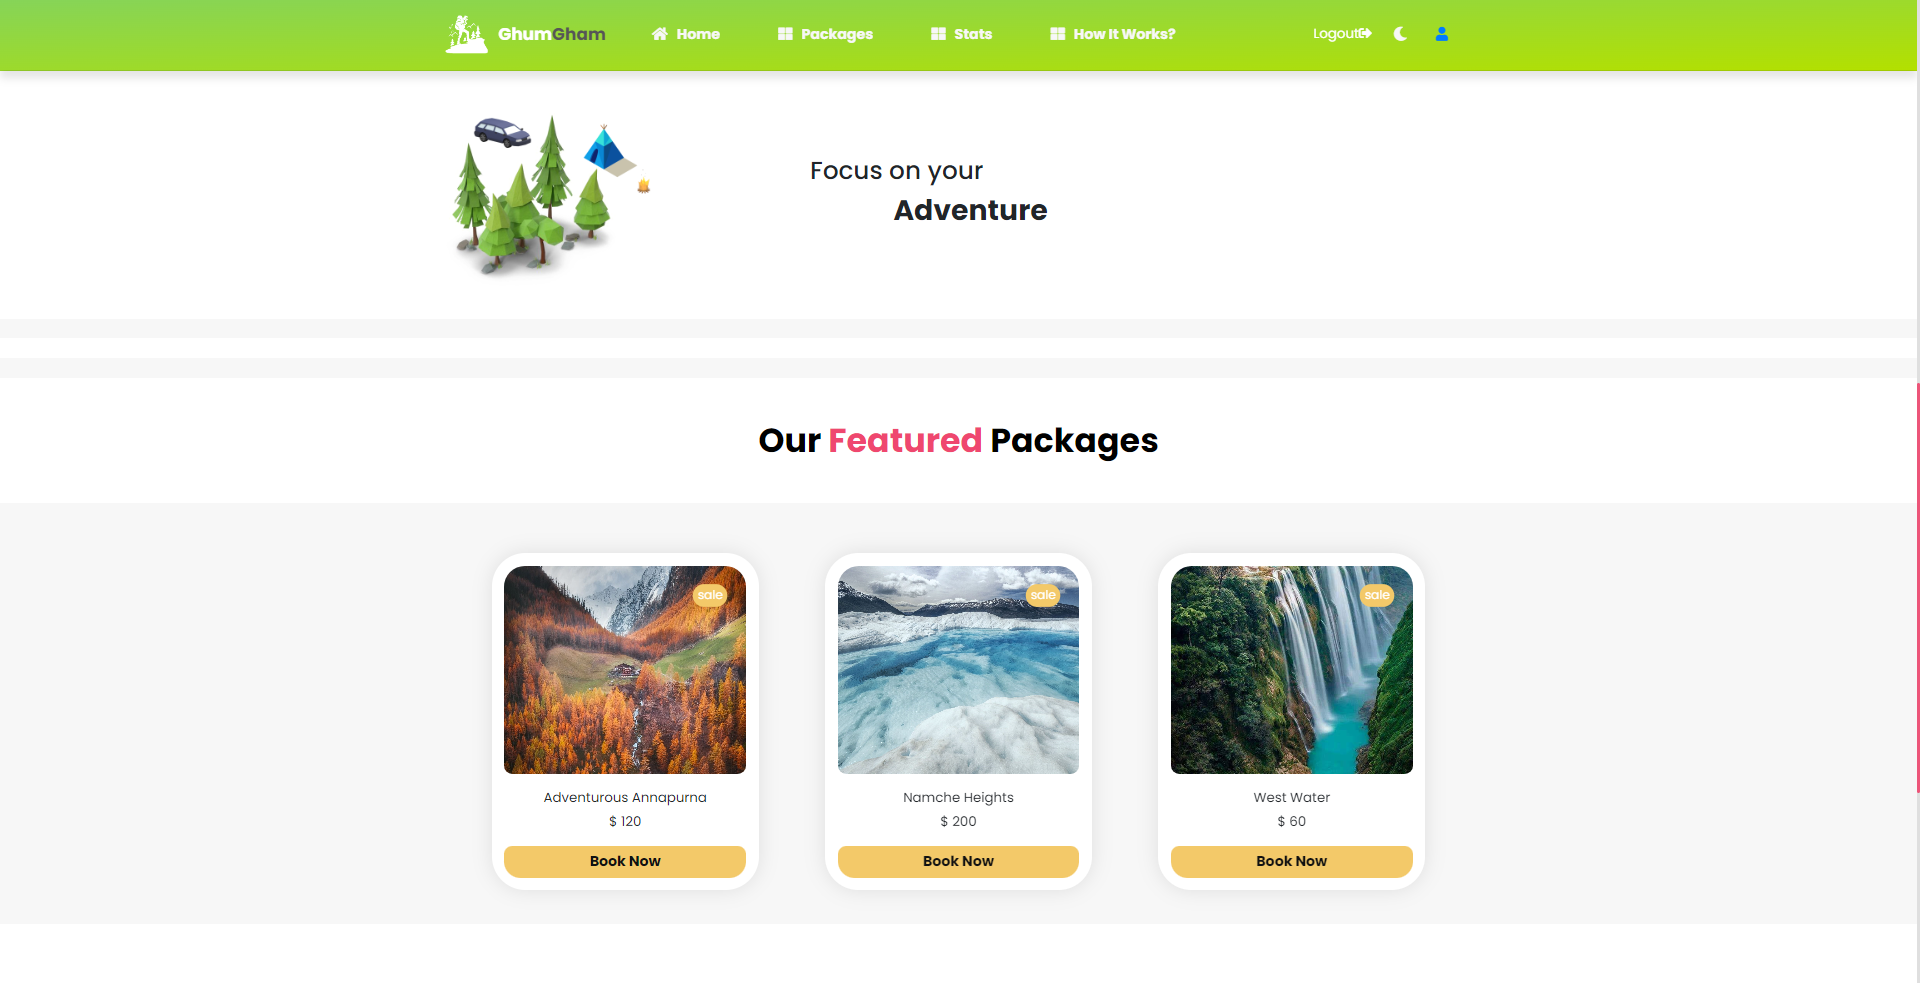 GhumGham Home Packages Stats How It Works? Logout
Focus on your
Adventure
Our Featured Packages
sale sale sale
Adventurous Annapurna Namche Heights West Water
$ 120 $ 200 $ 60
Book Now Book Now Book Now